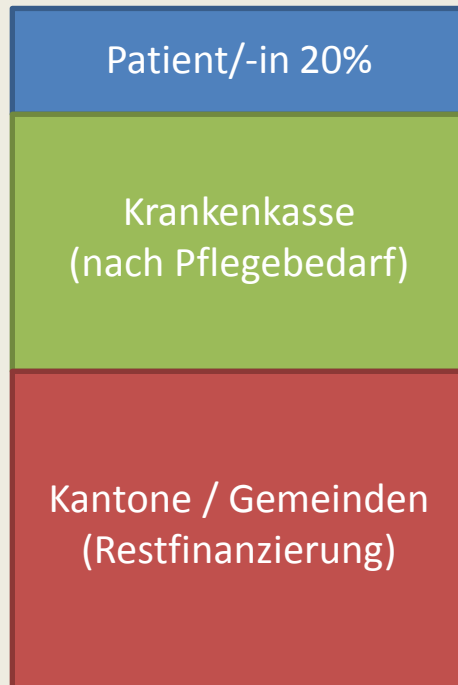 Patient/-in 20%
Krankenkasse
(nach Pflegebedarf)
Kantone / Gemeinden
(Restfinanzierung)